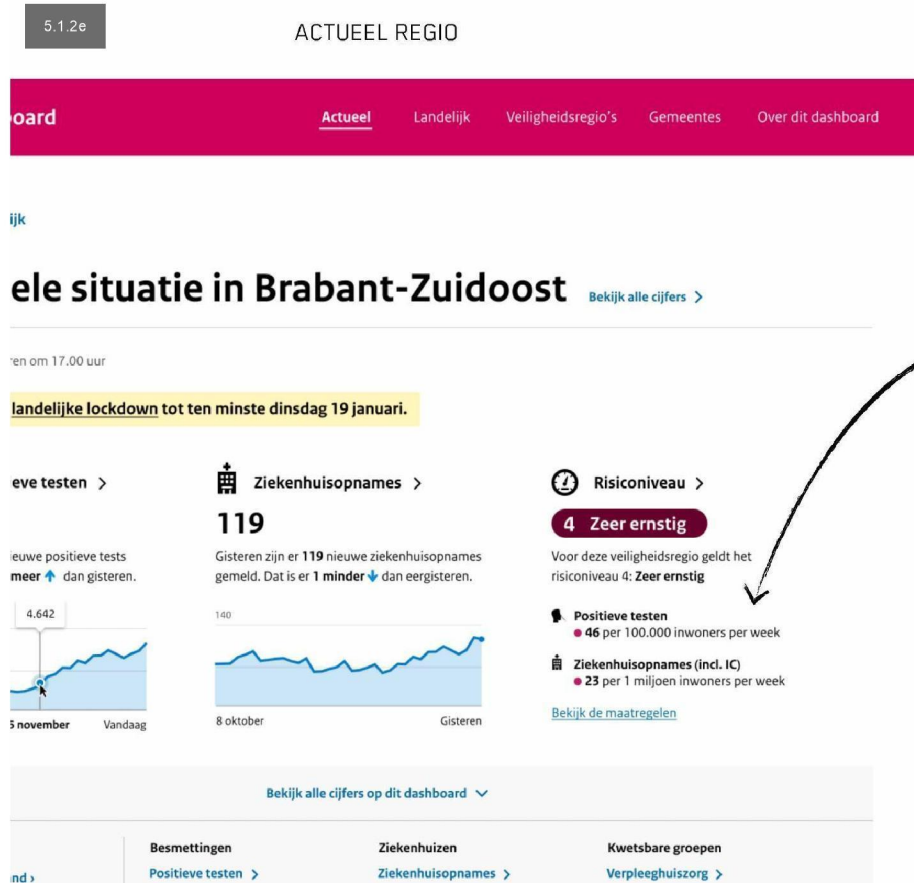 5.1.2e
ACTUEEL REGIO
oard
Actueel Landelijk Veiligheidsregio's Gemeentes Over dit dashboard
ijk
ele situatie in Brabant-Zuidoost Bekijk alle cijfers >
ren om 17.00 uur
landelijke lockdown tot ten minste dinsdag 19 januari.
eve testen >
ieuwe positieve tests
meer ↑ dan gisteren.
4.642
5 november Vandaag
Ziekenhuisopnames >
119
Gisteren zijn er 119 nieuwe ziekenhuisopnames
gemeld. Dat is er 1 minder ↓ dan eergisteren.
140
8 oktober Gisteren
Risiconiveau >
4 Zeer ernstig
Voor deze veiligheidsregio geldt het
risiconiveau 4: Zeer ernstig
Positieve testen
46 per 100.000 inwoners per week
Ziekenhuisopnames (incl. IC)
23 per 1 miljoen inwoners per week
Bekijk de maatregelen
Bekijk alle cijfers op dit dashboard
nd ›
Besmettingen
Positieve testen >
Ziekenhuizen
Ziekenhuisopnames >
Kwetsbare groepen
Verpleeghuiszorg >